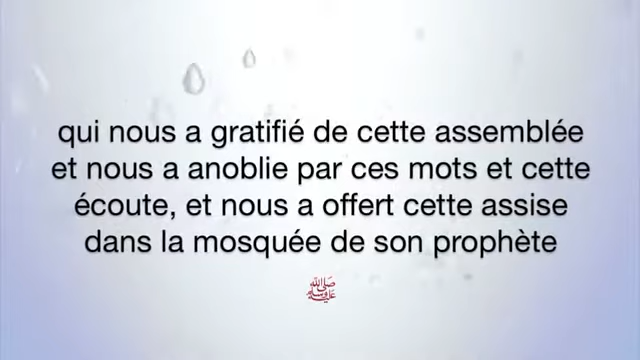 qui nous a gratifié de cette assemblée
et nous a anoblie par ces mots et cette
écoute, et nous a offert cette assise
dans la mosquée de son prophète
ﷺ